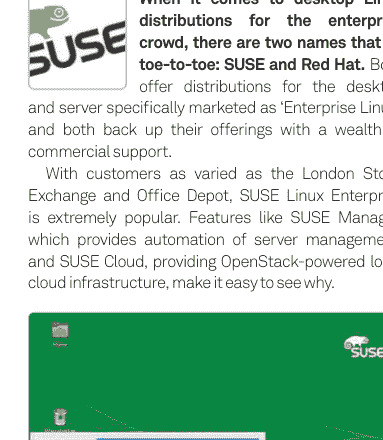 SUSE
When it comes to desktop Lin
distributions for the enterpr
crowd, there are two names that
toe-to-toe: SUSE and Red Hat. Bo
offer distributions for the deskt
and server specifically marketed as ‘Enterprise Linu
and both back up their offerings with a wealth
commercial support.
With customers as varied as the London Sto
Exchange and Office Depot, SUSE Linux Enterpr
is extremely popular. Features like SUSE Manag
which provides automation of server manageme
and SUSE Cloud, providing OpenStack-powered lo
cloud infrastructure, make it easy to see why.
SUSE